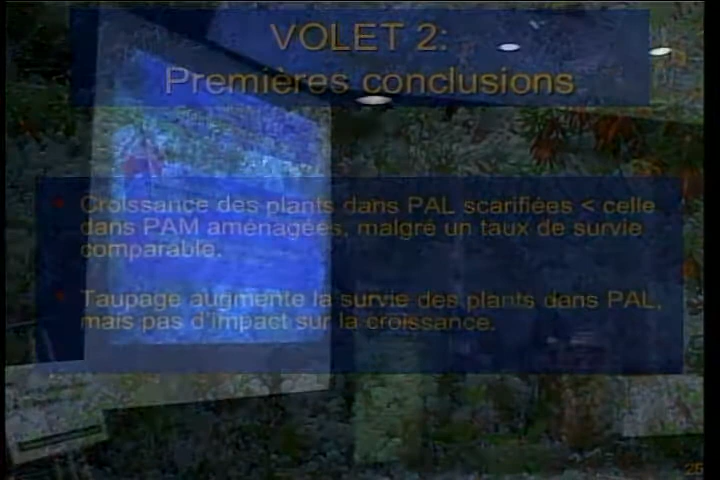 VOLET 2:
Premières conclusions
Croissance des plants dans PAL scarifiées < celle
dans PAM aménagées, malgré un taux de survie
comparable.
Taupage augmente la survie des plants dans PAL,
mais pas d'impact sur la croissance.
25